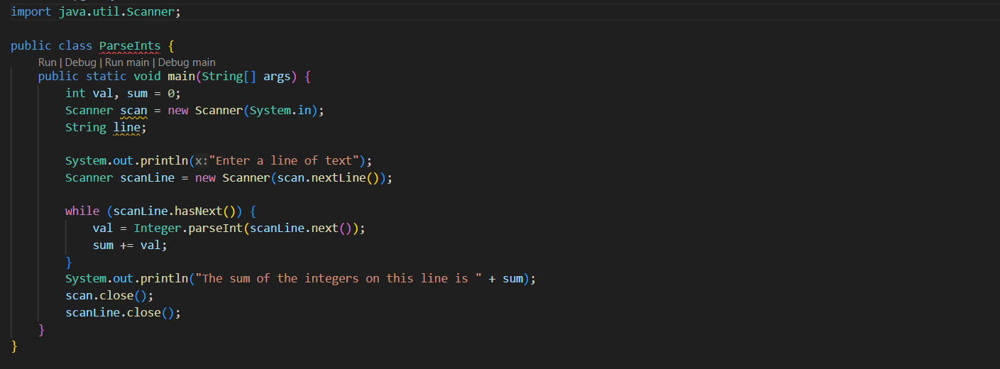 import java.util.Scanner;
public class ParseInts {
Run | Debug | Run main | Debug main
public static void main(String[] args) {
int val, sum = 0;
Scanner scan = new Scanner(System.in);
String line;
System.out.println(x:"Enter a line of text");
Scanner scanLine = new Scanner(scan.nextLine());
while (scanLine.hasNext()) {
val = Integer.parseInt(scanLine.next());
sum += val;
}
System.out.println("The sum of the integers on this line is " + sum);
scan.close();
scanLine.close();
}
}